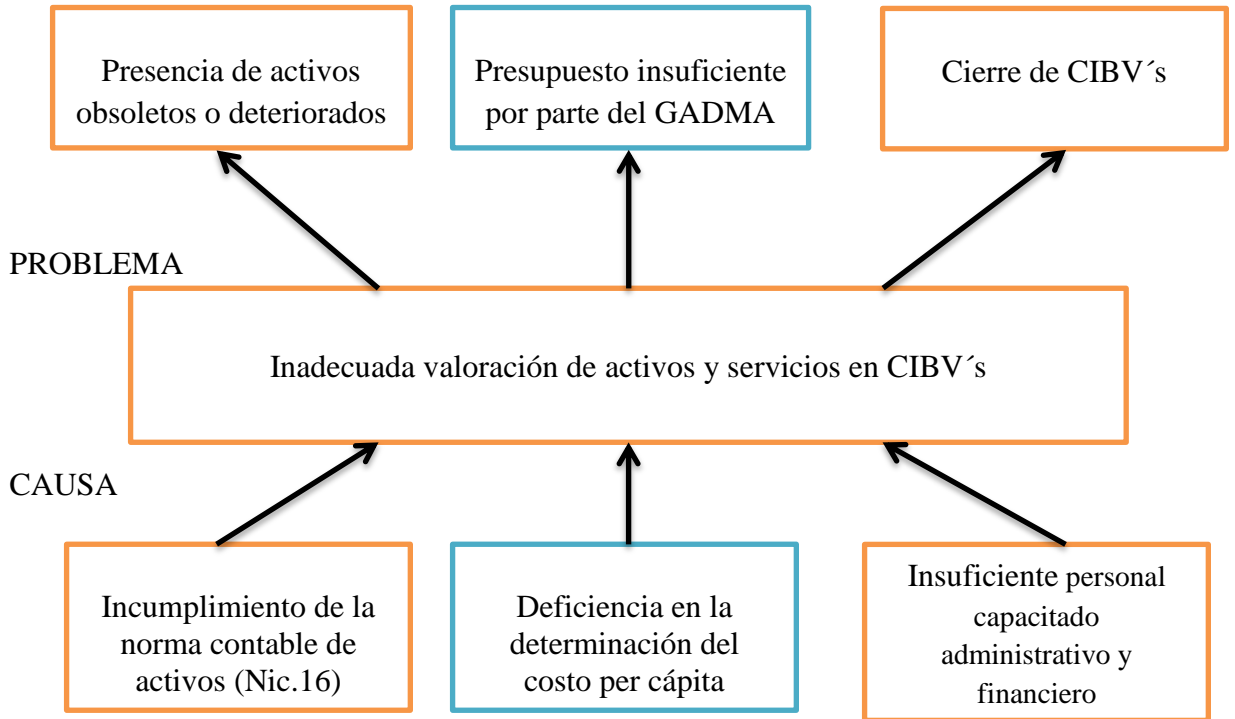 Presencia de activos
obsoletos o deteriorados
Presupuesto insuficiente
por parte del GADMA
Cierre de CIBV´s
PROBLEMA
Inadecuada valoración de activos y servicios en CIBV´s
CAUSA
Incumplimiento de la
norma contable de
activos (Nic.16)
Deficiencia en la
determinación del
costo per cápita
Insuficiente personal
capacitado
administrativo y
financiero